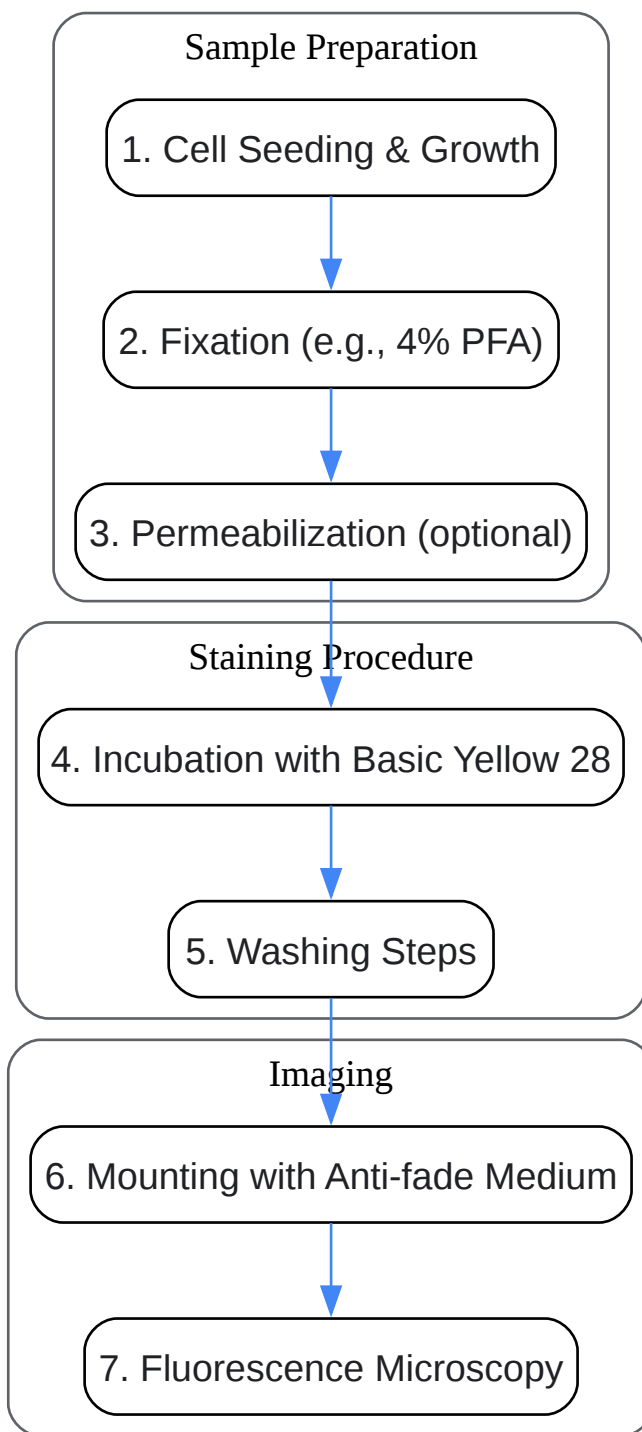 Sample Preparation
1. Cell Seeding & Growth
2. Fixation (e.g., 4% PFA)
3. Permeabilization (optional)
Staining Procedure
4. Incubation with Basic Yellow 28
5. Washing Steps
Imaging
6. Mounting with Anti-fade Medium
7. Fluorescence Microscopy